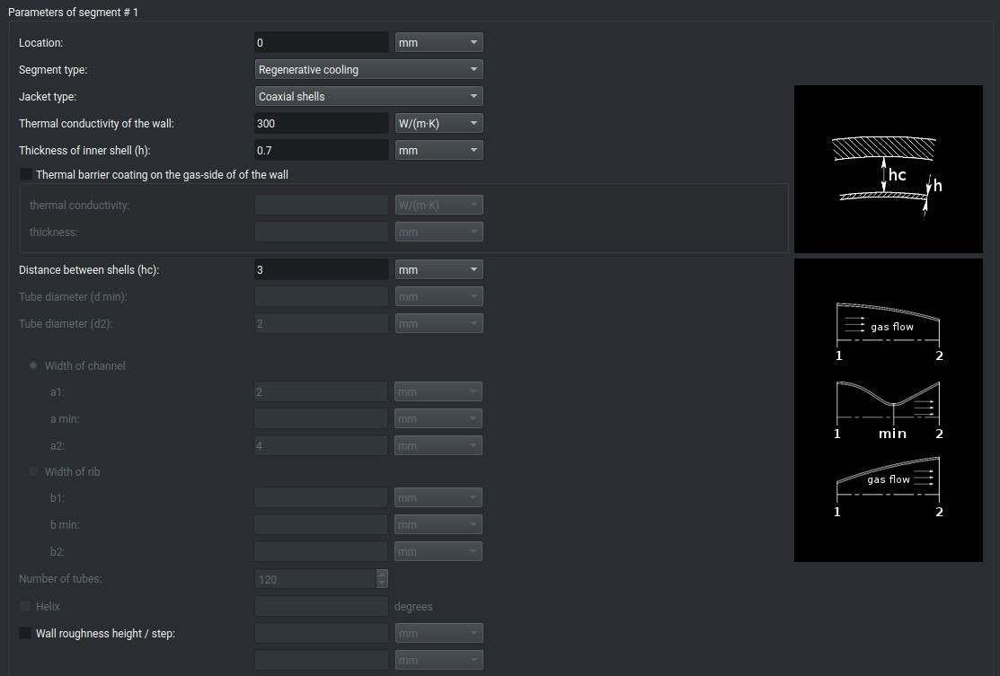 Parameters of segment # 1
Location: 0 mm
Segment type: Regenerative cooling
Jacket type: Coaxial shells
Thermal conductivity of the wall: 300 W/(m·K)
Thickness of inner shell (h): 0.7 mm
Thermal barrier coating on the gas-side of of the wall
thermal conductivity: W/(m·K)
thickness: mm
Distance between shells (hc): 3 mm
Tube diameter (d min): mm
Tube diameter (d2): 2 mm
Width of channel
a1: 2 mm
a min: mm
a2: 4 mm
Width of rib
b1: mm
b min: mm
b2: mm
Number of tubes: 120
Helix degrees
Wall roughness height / step: mm
mm
hc h
gas flow
1 2
1 min 2
gas flow
1 2